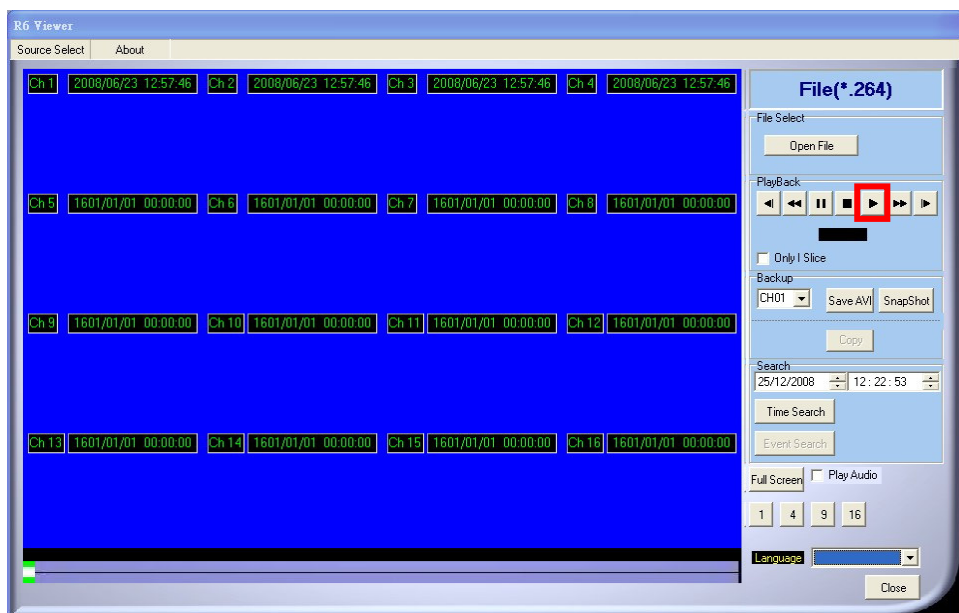 R6 Viewer
Source Select About
Ch 1 2008/06/23 12:57:46 Ch 2 2008/06/23 12:57:46 Ch 3 2008/06/23 12:57:46 Ch 4 2008/06/23 12:57:46
Ch 5 1601/01/01 00:00:00 Ch 6 1601/01/01 00:00:00 Ch 7 1601/01/01 00:00:00 Ch 8 1601/01/01 00:00:00
Ch 9 1601/01/01 00:00:00 Ch 10 1601/01/01 00:00:00 Ch 11 1601/01/01 00:00:00 Ch 12 1601/01/01 00:00:00
Ch 13 1601/01/01 00:00:00 Ch 14 1601/01/01 00:00:00 Ch 15 1601/01/01 00:00:00 Ch 16 1601/01/01 00:00:00
File(*.264)
File Select
Open File
PlayBack
Only I Slice
Backup
CH01 Save AVI SnapShot
Copy
Search
25/12/2008 12 : 22 : 53
Time Search
Event Search
Full Screen Play Audio
1 4 9 16
Language
Close